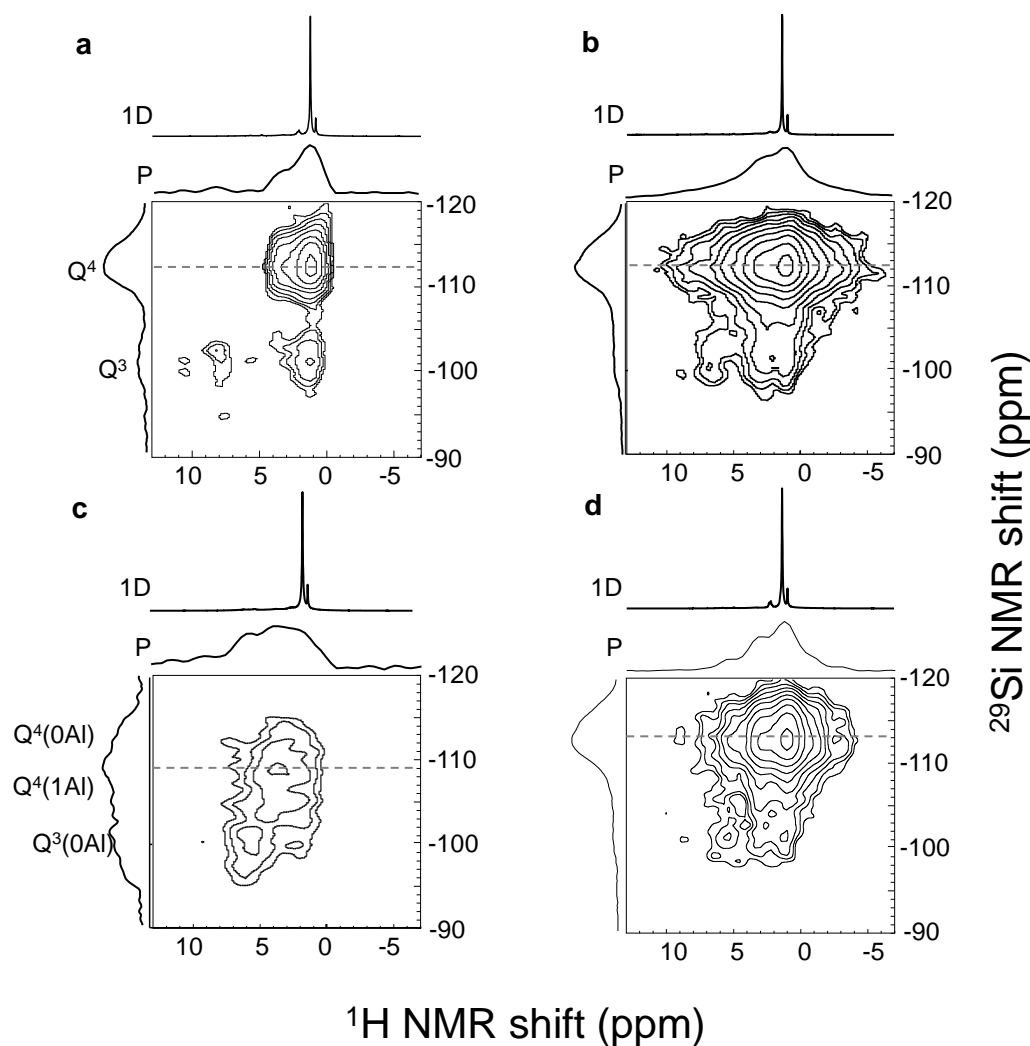 a
1D
P
Q⁴
Q³
-120
-110
-100
-90
10 5 0 -5
b
1D
P
-120
-110
-100
-90
10 5 0 -5
c
1D
P
Q⁴(0Al)
Q⁴(1Al)
Q³(0Al)
-120
-110
-100
-90
10 5 0 -5
d
1D
P
-120
-110
-100
-90
10 5 0 -5
²⁹Si NMR shift (ppm)
¹H NMR shift (ppm)